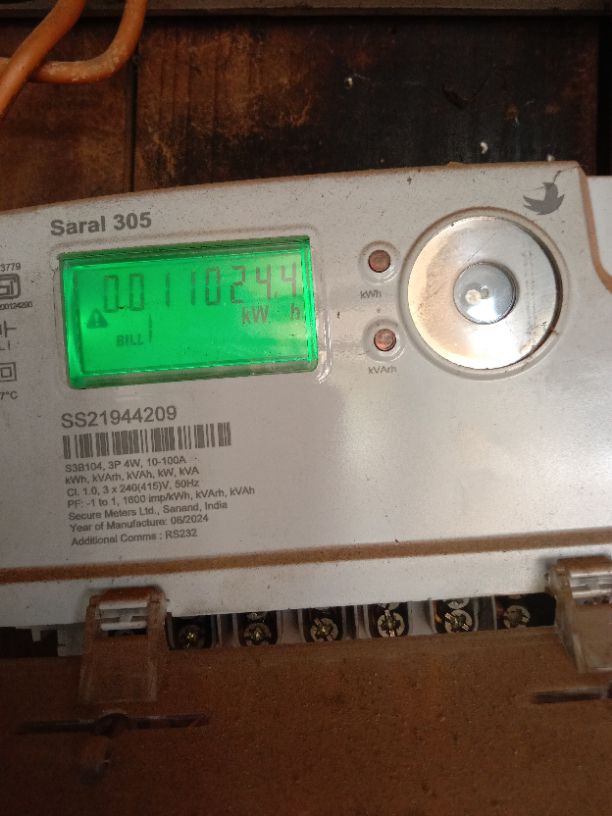 Saral 305
3779
kWh
kW h
BILL
kVArh
7°C
SS21944209
S3B104, 3P 4W, 10-100A
kWh, kVArh, kVAh, kW, kVA
Cl. 1.0, 3 x 240(415)V, 50Hz
PF: -1 to 1, 1600 imp/kWh, kVArh, kVAh
Secure Meters Ltd., Sanand, India
Year of Manufacture: 06/2024
Additional Comms : RS232